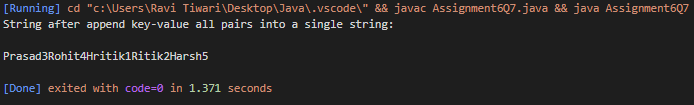 [Running] cd "c:\Users\Ravi Tiwari\Desktop\Java\.vscode\" && javac Assignment6Q7.java && java Assignment6Q7
String after append key-value all pairs into a single string:
Prasad3Rohit4Hritik1Ritik2Harsh5
[Done] exited with code=0 in 1.371 seconds